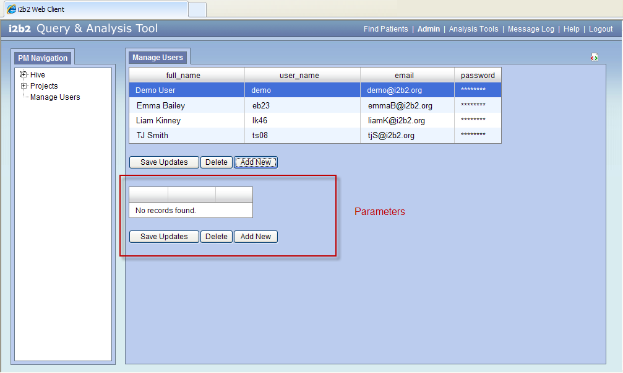 i2b2 Web Client
i2b2 Query & Analysis Tool
Find Patients | Admin | Analysis Tools | Message Log | Help | Logout
PM Navigation
Hive
Projects
Manage Users
Manage Users
full_name user_name email password
Demo User demo demo@i2b2.org ********
Emma Bailey eb23 emmaB@i2b2.org ********
Liam Kinney lk46 liamK@i2b2.org ********
TJ Smith ts08 tjS@i2b2.org ********
Save Updates Delete Add New
No records found.
Parameters
Save Updates Delete Add New